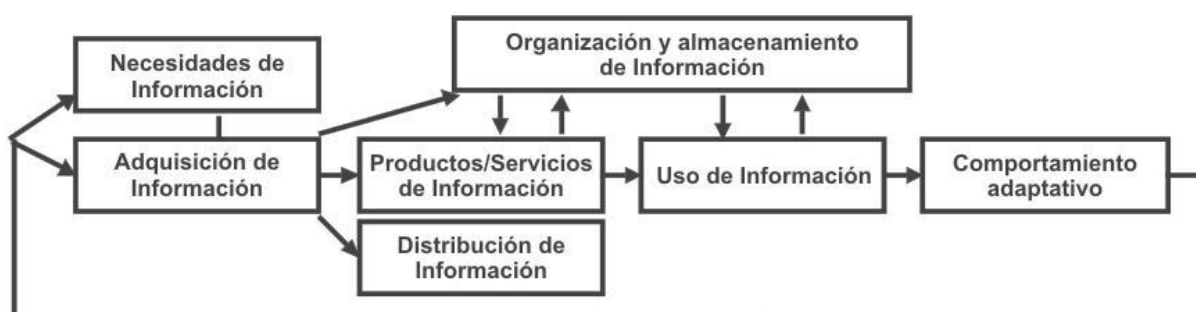 Organización y almacenamiento
de Información
Necesidades de
Información
Adquisición de
Información
Productos/Servicios
de Información
Uso de Información
Comportamiento
adaptativo
Distribución de
Información